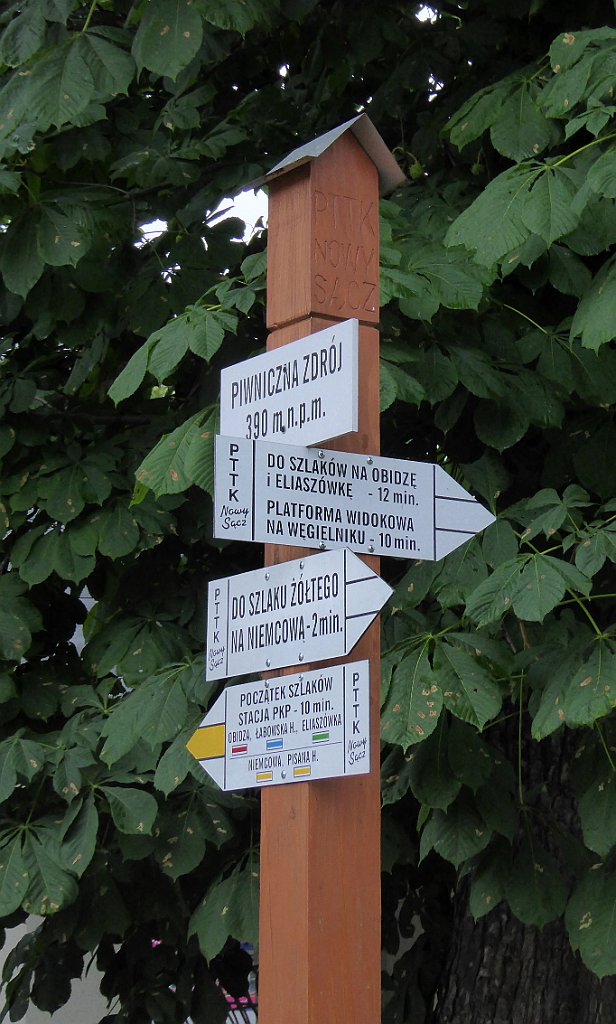 PTTK
NOWY
SĄCZ
PIWNICZNA ZDRÓJ
390 m.n.p.m.
PTTK
Nowy
Sącz
DO SZLAKÓW NA OBIDZĘ
i ELIASZÓWKĘ - 12 min.
PLATFORMA WIDOKOWA
NA WĘGIELNIKU - 10 min.
PTTK
Nowy
Sącz
DO SZLAKU ŻÓŁTEGO
NA NIEMCOWĄ - 2 min.
POCZĄTEK SZLAKÓW
STACJA PKP - 10 min.
OBIDZA, ŁABOWSKA H., ELIASZÓWKA
NIEMCOWA, PISANA H.
PTTK
Nowy
Sącz